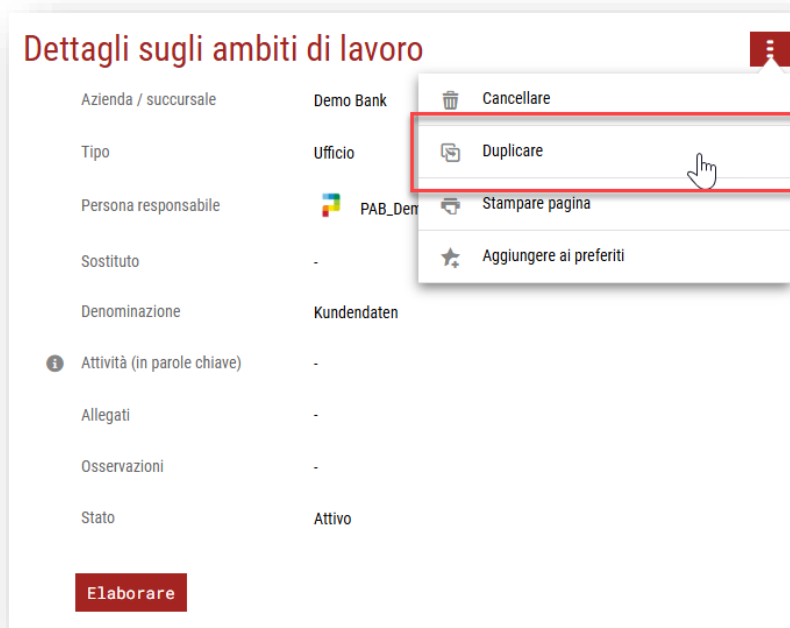 Dettagli sugli ambiti di lavoro
Azienda / succursale Demo Bank
Cancellare
Tipo Ufficio
Duplicare
Persona responsabile PAB_Dem
Stampare pagina
Sostituto -
Aggiungere ai preferiti
Denominazione Kundendaten
Attività (in parole chiave) -
Allegati -
Osservazioni -
Stato Attivo
Elaborare